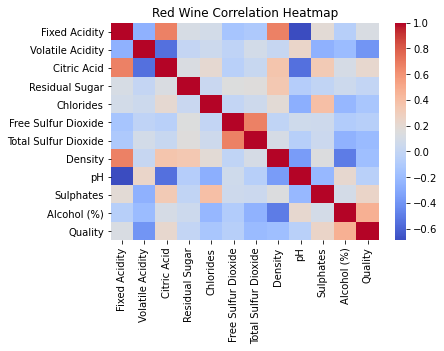 Red Wine Correlation Heatmap
Fixed Acidity
Volatile Acidity
Citric Acid
Residual Sugar
Chlorides
Free Sulfur Dioxide
Total Sulfur Dioxide
Density
pH
Sulphates
Alcohol (%)
Quality
Fixed Acidity
Volatile Acidity
Citric Acid
Residual Sugar
Chlorides
Free Sulfur Dioxide
Total Sulfur Dioxide
Density
pH
Sulphates
Alcohol (%)
Quality
1.0
0.8
0.6
0.4
0.2
0.0
−0.2
−0.4
−0.6